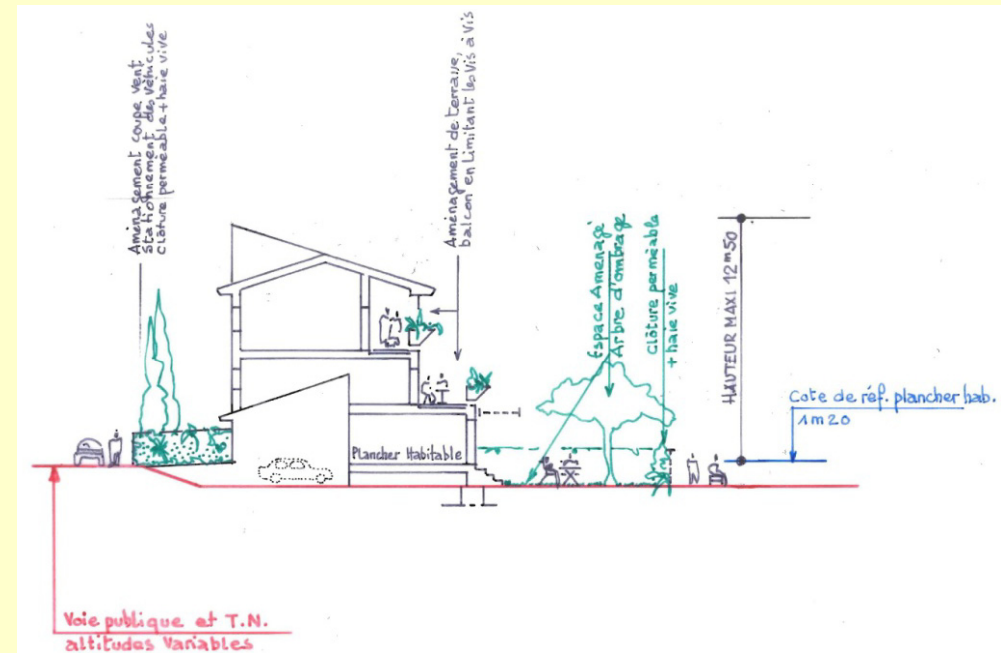 Aménagement coupe vent
Stationnement des véhicules
Clôture perméable + haie vive
Aménagement de terrasse,
balcon en Limitant les Vis à Vis
Espace Aménagé
Arbre d'ombrage
Clôture perméable
+ haie vive
HAUTEUR MAXI 12m50
Cote de réf. plancher hab.
1m20
Plancher Habitable
Voie publique et T.N.
altitudes Variables